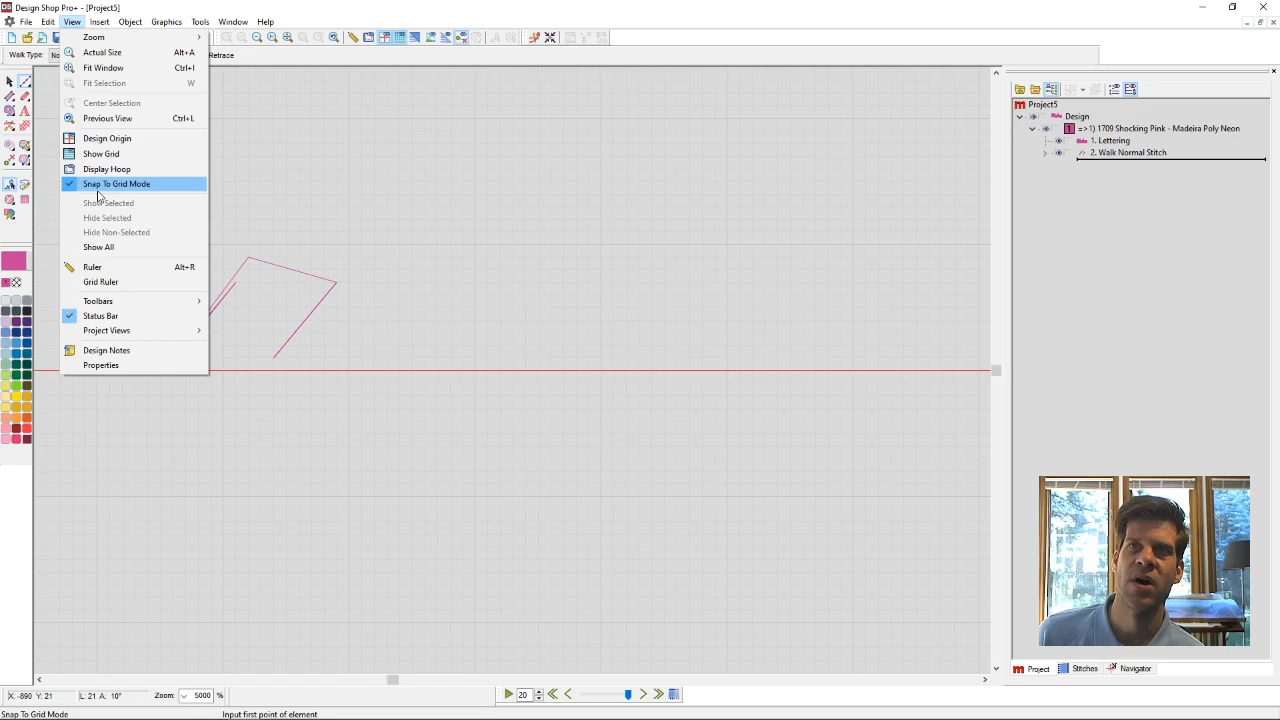 DS Design Shop Pro+ - [Project5]
File Edit View Insert Object Graphics Tools Window Help
Walk Type: No Retrace
Zoom
Actual Size Alt+A
Fit Window Ctrl+I
Fit Selection W
Center Selection
Previous View Ctrl+L
Design Origin
Show Grid
Display Hoop
Snap To Grid Mode
Show Selected
Hide Selected
Hide Non-Selected
Show All
Ruler Alt+R
Grid Ruler
Toolbars
Status Bar
Project Views
Design Notes
Properties
Project5
Design
1 =>1) 1709 Shocking Pink - Madeira Poly Neon
1. Lettering
2. Walk Normal Stitch
1
Project Stitches Navigator
X: -890 Y: 21 L: 21 A: 10° Zoom: 5000 % 20
Snap To Grid Mode Input first point of element